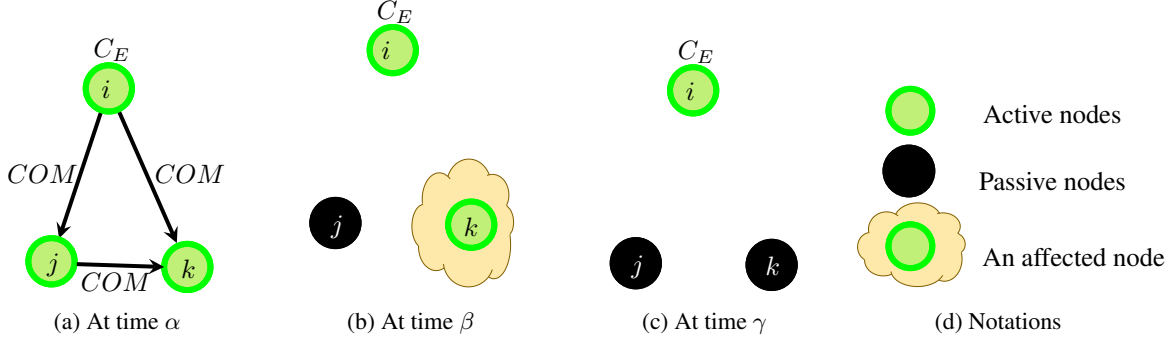 C_E
i
COM
COM
j
COM
k
(a) At time α
C_E
i
j
k
(b) At time β
C_E
i
j
k
(c) At time γ
Active nodes
Passive nodes
An affected node
(d) Notations